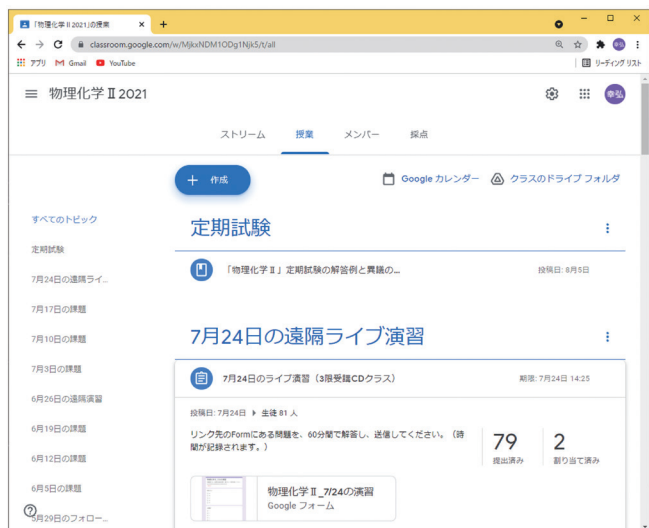 「物理化学Ⅱ2021」の授業
classroom.google.com/w/MjkxNDM1ODg1Njk5/t/all
アプリ Gmail YouTube リーディング リスト
物理化学Ⅱ2021
幸弘
ストリーム 授業 メンバー 採点
作成
Google カレンダー クラスのドライブ フォルダ
すべてのトピック
定期試験
7月24日の遠隔ライ...
7月17日の課題
7月10日の課題
7月3日の課題
6月26日の遠隔演習
6月19日の課題
6月12日の課題
6月5日の課題
5月29日のフォロー...
定期試験
「物理化学Ⅱ」定期試験の解答例と異議の... 投稿日: 8月5日
7月24日の遠隔ライブ演習
7月24日のライブ演習（3限受講CDクラス） 期限: 7月24日 14:25
投稿日: 7月24日 生徒 81 人
リンク先のFormにある問題を、60分間で解答し、送信してください。（時
間が記録されます。）
79 2
提出済み 割り当て済み
物理化学Ⅱ_7/24の演習
Google フォーム